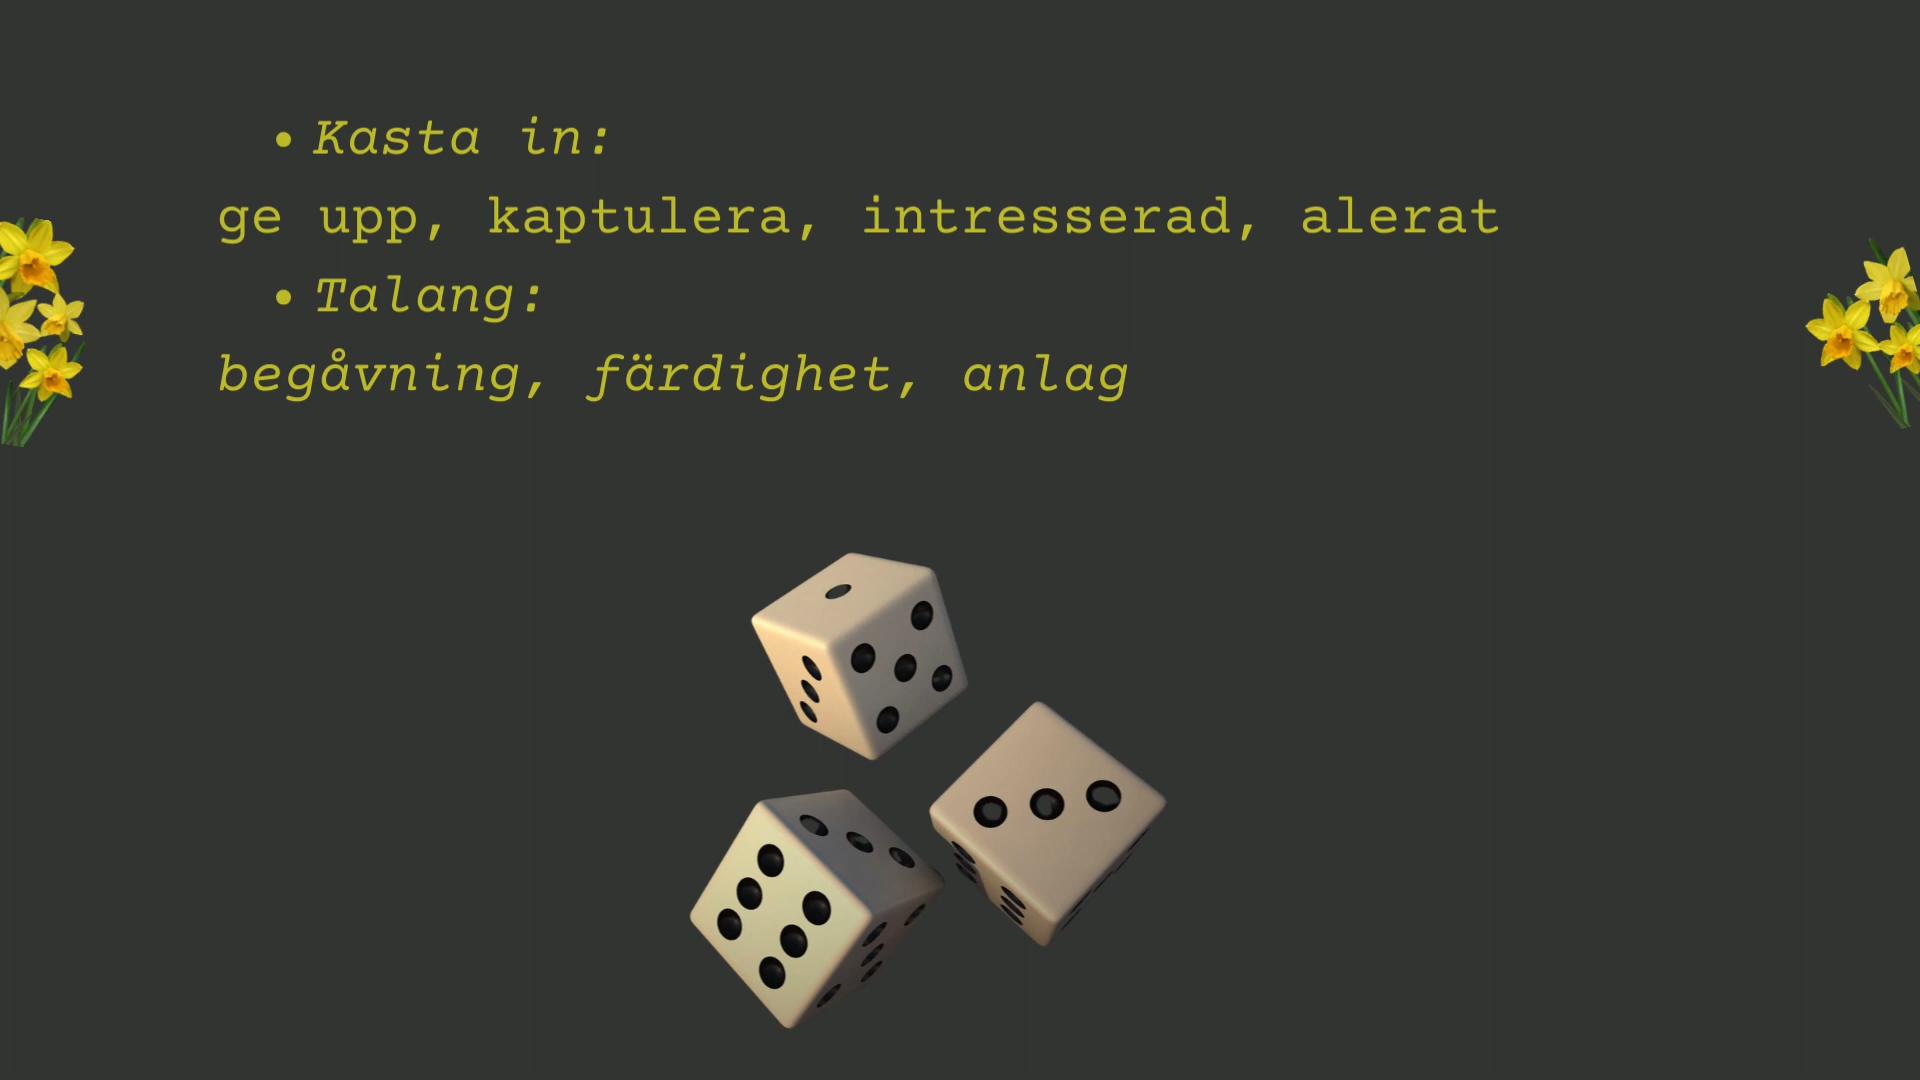 • Kasta in:
ge upp, kaptulera, intresserad, alerat
• Talang:
begåvning, färdighet, anlag